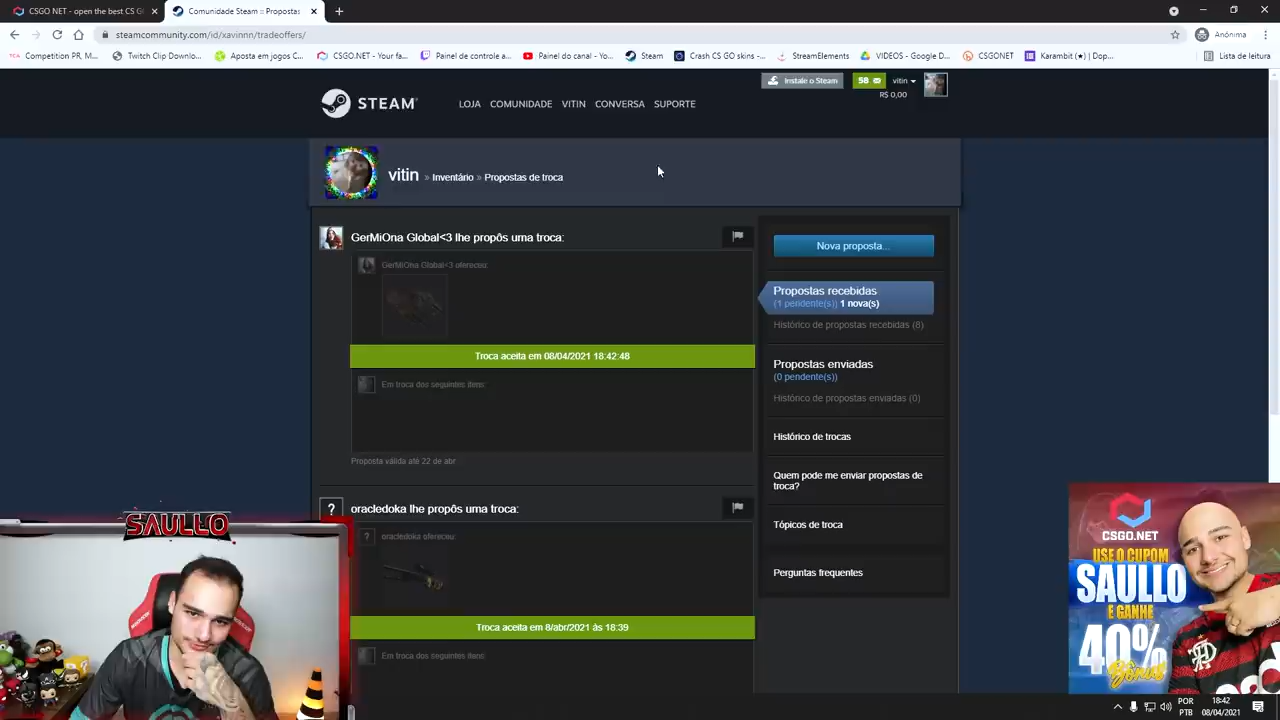 CSGO NET - open the best CS G
Comunidade Steam :: Propostas
steamcommunity.com/id/xavinnn/tradeoffers/
Anônima
Competition PR, M...
Twitch Clip Downlo...
Aposta em jogos C...
CSGO.NET - Your fa...
Painel de controle a...
Painel do canal - Yo...
Steam
Crash CS GO skins -...
StreamElements
VIDEOS - Google D...
CSGONET
Karambit (★) | Dop...
Lista de leitura
Instale o Steam
58
vitin
R$ 0,00
STEAM
LOJA COMUNIDADE VITIN CONVERSA SUPORTE
vitin » Inventário » Propostas de troca
GerMiOna Global<3 lhe propôs uma troca:
GerMiOna Global<3 ofereceu:
Troca aceita em 08/04/2021 18:42:48
Em troca dos seguintes itens:
Proposta válida até 22 de abr
oracledoka lhe propôs uma troca:
oracledoka ofereceu:
Troca aceita em 8/abr/2021 às 18:39
Em troca dos seguintes itens:
Nova proposta...
Propostas recebidas
(1 pendente(s)) 1 nova(s)
Histórico de propostas recebidas (8)
Propostas enviadas
(0 pendente(s))
Histórico de propostas enviadas (0)
Histórico de trocas
Quem pode me enviar propostas de
troca?
Tópicos de troca
Perguntas frequentes
SAULLO
CSGO.NET
USE O CUPOM
SAULLO
E GANHE
40%
Bônus
POR
PTB
18:42
08/04/2021